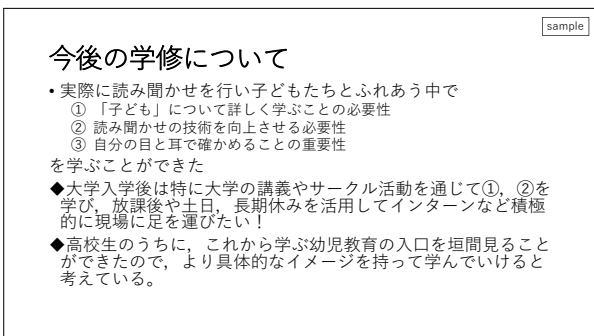 sample
今後の学修について
• 実際に読み聞かせを行い子どもたちとふれあう中で
① 「子ども」について詳しく学ぶことの必要性
② 読み聞かせの技術を向上させる必要性
③ 自分の目と耳で確かめることの重要性
を学ぶことができた
◆大学入学後は特に大学の講義やサークル活動を通じて①，②を
学び，放課後や土日，長期休みを活用してインターンなど積極
的に現場に足を運びたい！
◆高校生のうちに，これから学ぶ幼児教育の入口を垣間見ること
ができたので，より具体的なイメージを持って学んでいけると
考えている。